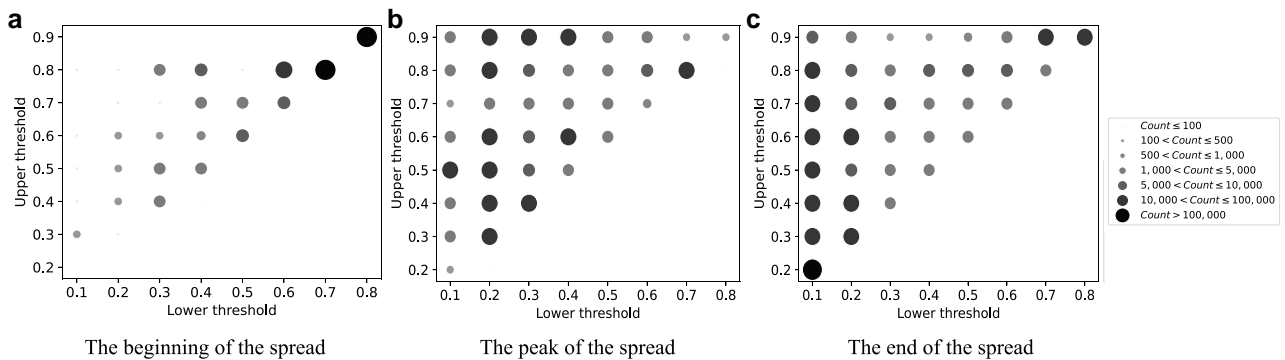 a
b
c
0.9
0.8
0.7
0.6
0.5
0.4
0.3
0.2
Upper threshold
0.1 0.2 0.3 0.4 0.5 0.6 0.7 0.8
Lower threshold
The beginning of the spread
0.9
0.8
0.7
0.6
0.5
0.4
0.3
0.2
Upper threshold
0.1 0.2 0.3 0.4 0.5 0.6 0.7 0.8
Lower threshold
The peak of the spread
0.9
0.8
0.7
0.6
0.5
0.4
0.3
0.2
Upper threshold
0.1 0.2 0.3 0.4 0.5 0.6 0.7 0.8
Lower threshold
The end of the spread
Count ≤ 100
100 < Count ≤ 500
500 < Count ≤ 1,000
1,000 < Count ≤ 5,000
5,000 < Count ≤ 10,000
10,000 < Count ≤ 100,000
Count > 100,000